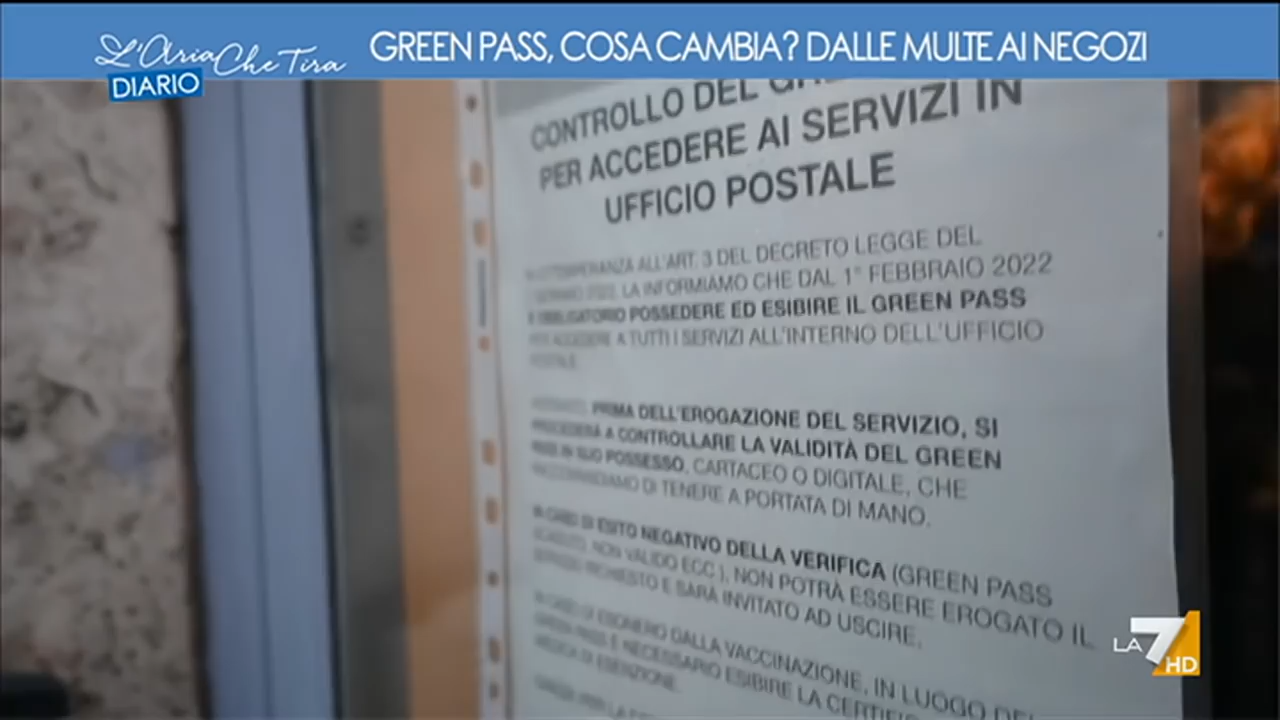 L'Aria Che Tira
DIARIO
GREEN PASS, COSA CAMBIA? DALLE MULTE AI NEGOZI
CONTROLLO DEL
PER ACCEDERE AI SERVIZI IN
UFFICIO POSTALE
ALL'ART. 3 DEL DECRETO LEGGE DEL
LA INFORMIAMO CHE DAL 1° FEBBRAIO 2022
OBBLIGATORIO POSSEDERE ED ESIBIRE IL GREEN PASS
PER ACCEDERE A TUTTI I SERVIZI ALL'INTERNO DELL'UFFICIO
POSTALE
PRIMA DELL'EROGAZIONE DEL SERVIZIO, SI
PROCEDERÀ A CONTROLLARE LA VALIDITÀ DEL GREEN
PASS IN SUO POSSESSO, CARTACEO O DIGITALE, CHE
RACCOMANDIAMO DI TENERE A PORTATA DI MANO.
IN CASO DI ESITO NEGATIVO DELLA VERIFICA (GREEN PASS
SCADUTO, NON VALIDO ECC.), NON POTRÀ ESSERE EROGATO IL
SERVIZIO RICHIESTO E SARÀ INVITATO AD USCIRE.
IN CASO DI ESONERO DALLA VACCINAZIONE, IN LUOGO DEL
GREEN PASS È NECESSARIO ESIBIRE LA
MEDICA DI ESENZIONE.
LA 7 HD